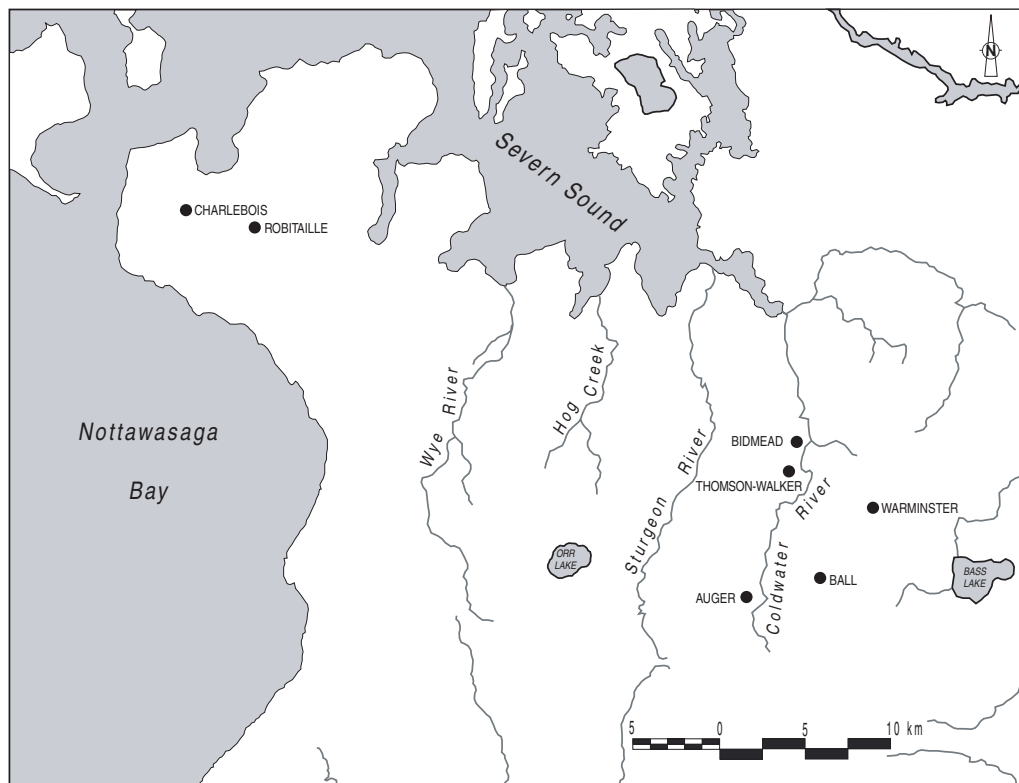 N
Severn Sound
CHARLEBOIS
ROBITAILLE
Nottawasaga
Bay
Wye River
Hog Creek
Sturgeon River
Coldwater River
BIDMEAD
THOMSON-WALKER
WARMINSTER
ORR
LAKE
BASS
LAKE
BALL
AUGER
5 0 5 10 km